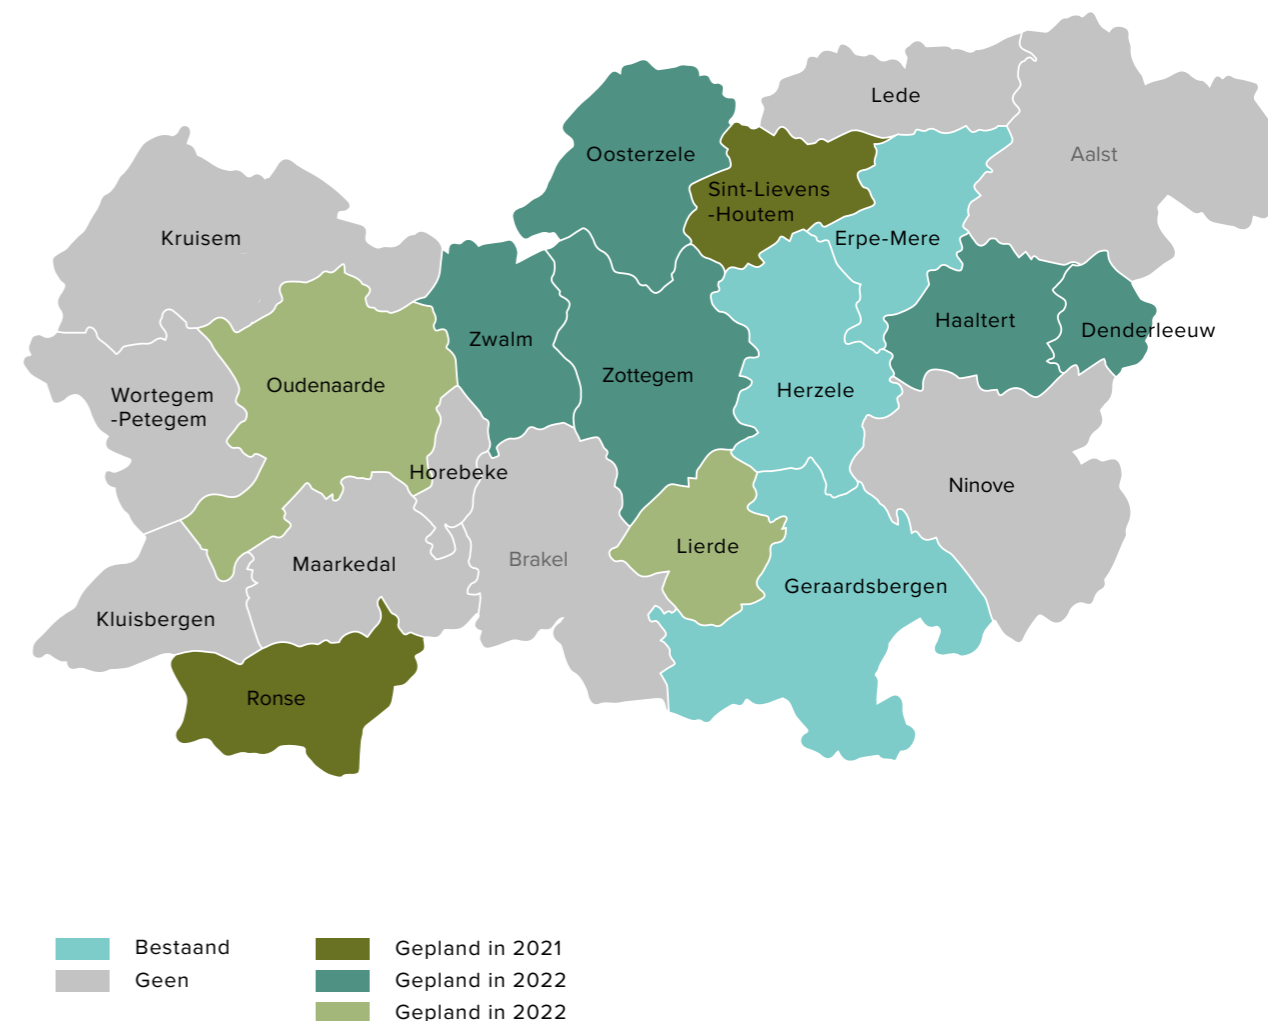 Lede
Aalst
Oosterzele
Sint-Lievens
-Houtem
Kruisem
Erpe-Mere
Haaltert
Denderleeuw
Zwalm
Zottegem
Oudenaarde
Herzele
Wortegem
-Petegem
Horebeke
Ninove
Lierde
Brakel
Maarkedal
Geraardsbergen
Kluisbergen
Ronse
Bestaand
Geen
Gepland in 2021
Gepland in 2022
Gepland in 2022